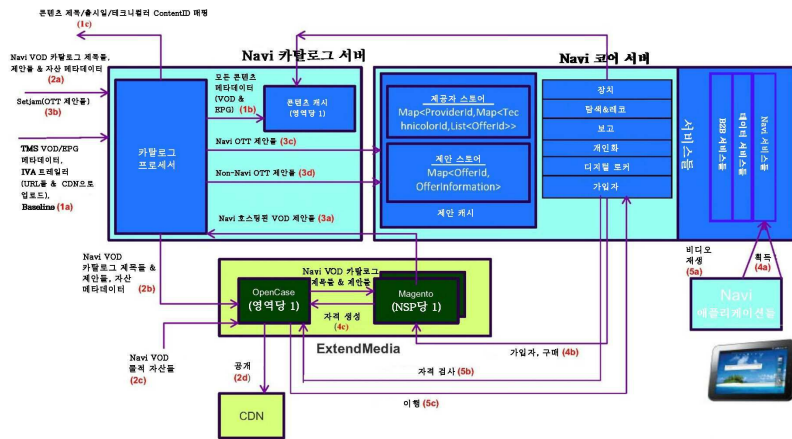 콘텐츠 제목/출시일/테크니컬러 ContentID 매핑
(1c)
Navi VOD 카탈로그 제목들,
제안들 & 자산 메타데이터
(2a)
Setjam(OTT 제안들)
(3b)
TMS VOD/EPG
메타데이터,
IVA 트레일러
(URL들 & CDN으로
업로드),
Baseline (1a)
Navi 카탈로그 서버
카탈로그
프로세서
모든 콘텐츠
메타데이터
(VOD &
EPG) (1b)
콘텐츠 캐시
(영역당 1)
Navi OTT 제안들 (3c)
Non-Navi OTT 제안들 (3d)
Navi 호스팅된 VOD 제안들 (3a)
Navi 코어 서버
제공자 스토어
Map<ProviderId,Map<Tec
hnicolorId,List<OfferId>>
제안 스토어
Map<OfferId,
OfferInformation>
제안 캐시
장치
탐색&레코
보고
개인화
디지털 로커
가입자
서비스들
B2B 서비스들
데이터 서비스들
Navi 서비스들
Navi VOD
카탈로그 제목들 &
제안들, 자산
메타데이터 (2b)
OpenCase
(영역당 1)
Navi VOD 카탈로그
제목들 & 제안들
Magento
(NSP당 1)
자격 생성
(4c)
ExtendMedia
Navi VOD
물적 자산들
(2c)
공개
(2d)
CDN
가입자, 구매 (4b)
자격 검사 (5b)
이행 (5c)
비디오
재생
(5a)
획득
(4a)
Navi
애플리케이션들